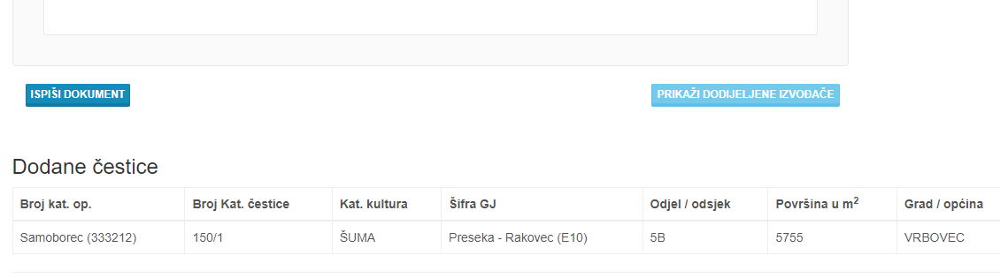 ISPIŠI DOKUMENT PRIKAŽI DODIJELJENE IZVOĐAČE
Dodane čestice
Broj kat. op. Broj Kat. čestice Kat. kultura Šifra GJ Odjel / odsjek Površina u m² Grad / općina
Samoborec (333212) 150/1 ŠUMA Preseka - Rakovec (E10) 5B 5755 VRBOVEC